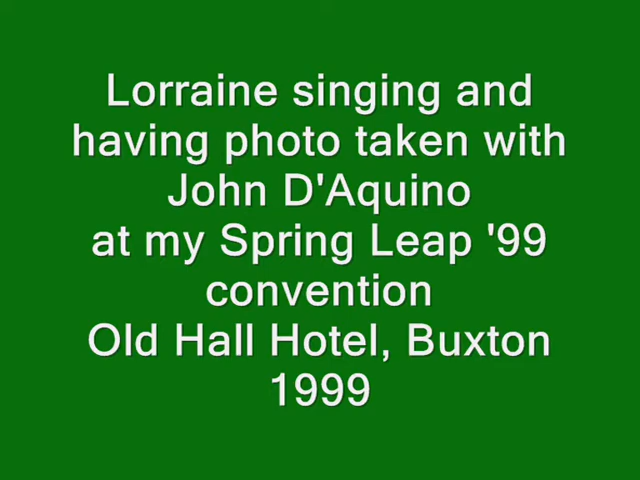 Lorraine singing and
having photo taken with
John D'Aquino
at my Spring Leap '99
convention
Old Hall Hotel, Buxton
1999